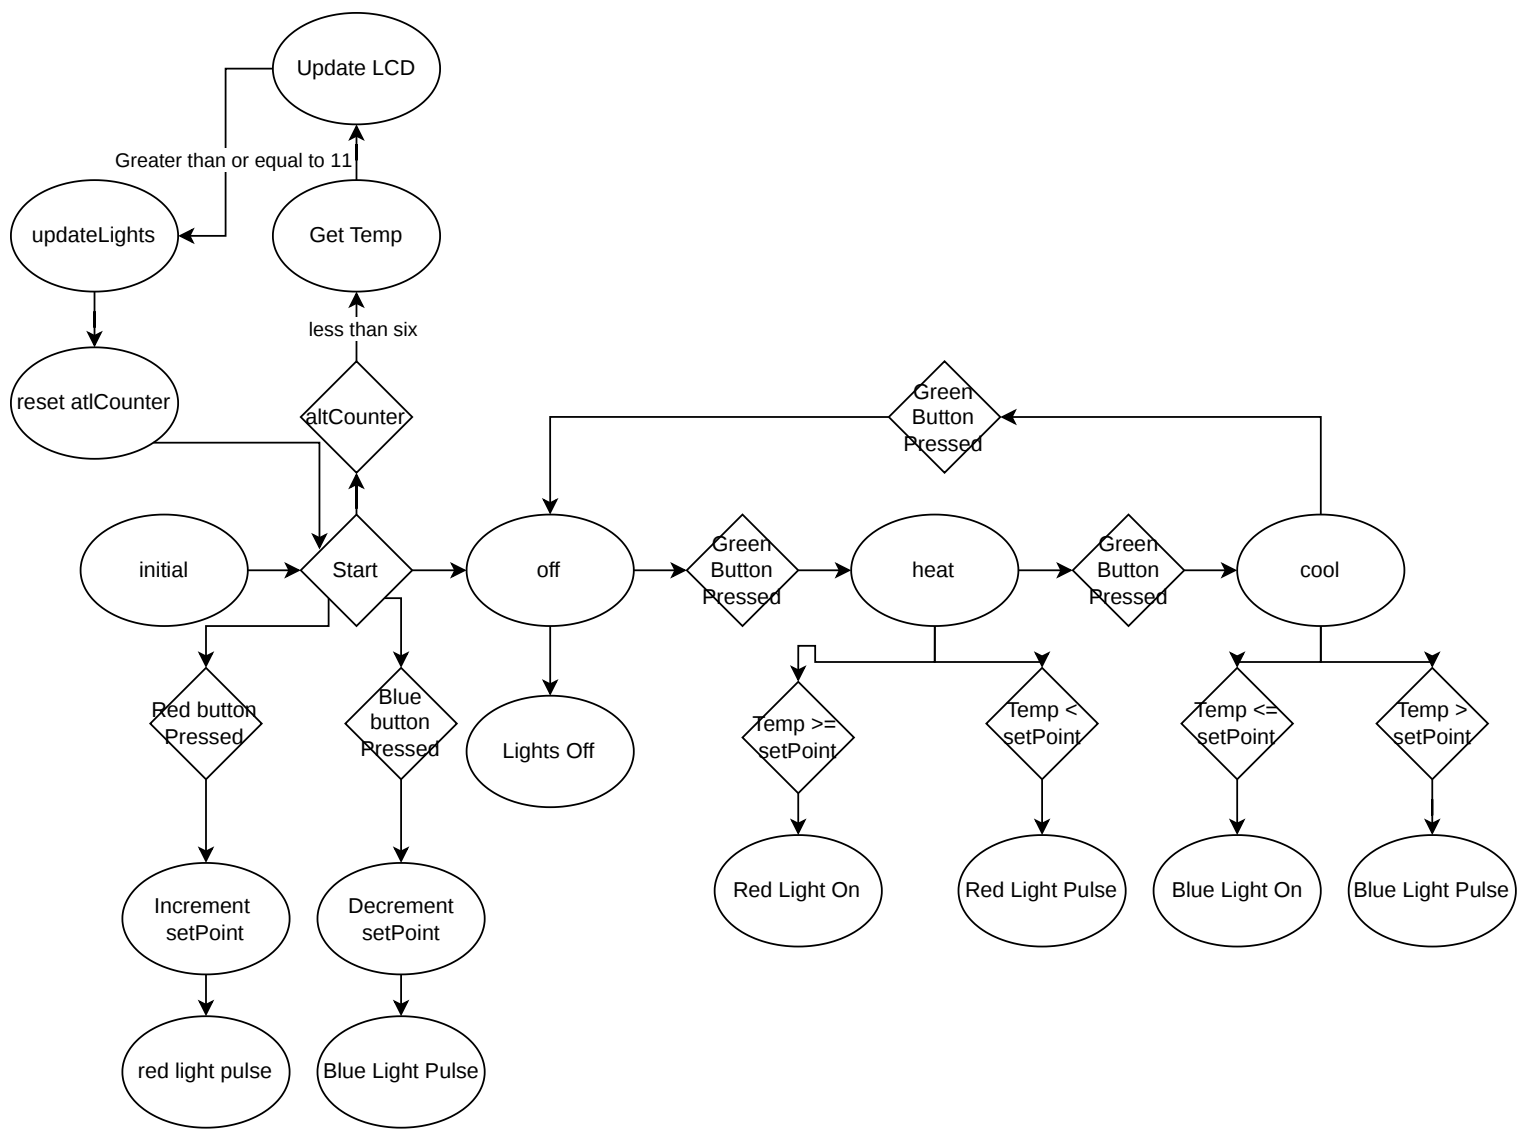 Update LCD
Greater than or equal to 11
updateLights
Get Temp
less than six
reset atlCounter
altCounter
Green
Button
Pressed
initial
Start
off
Green
Button
Pressed
heat
Green
Button
Pressed
cool
Red button
Pressed
Blue
button
Pressed
Lights Off
Temp >=
setPoint
Temp <
setPoint
Temp <=
setPoint
Temp >
setPoint
Increment
setPoint
Decrement
setPoint
Red Light On
Red Light Pulse
Blue Light On
Blue Light Pulse
red light pulse
Blue Light Pulse